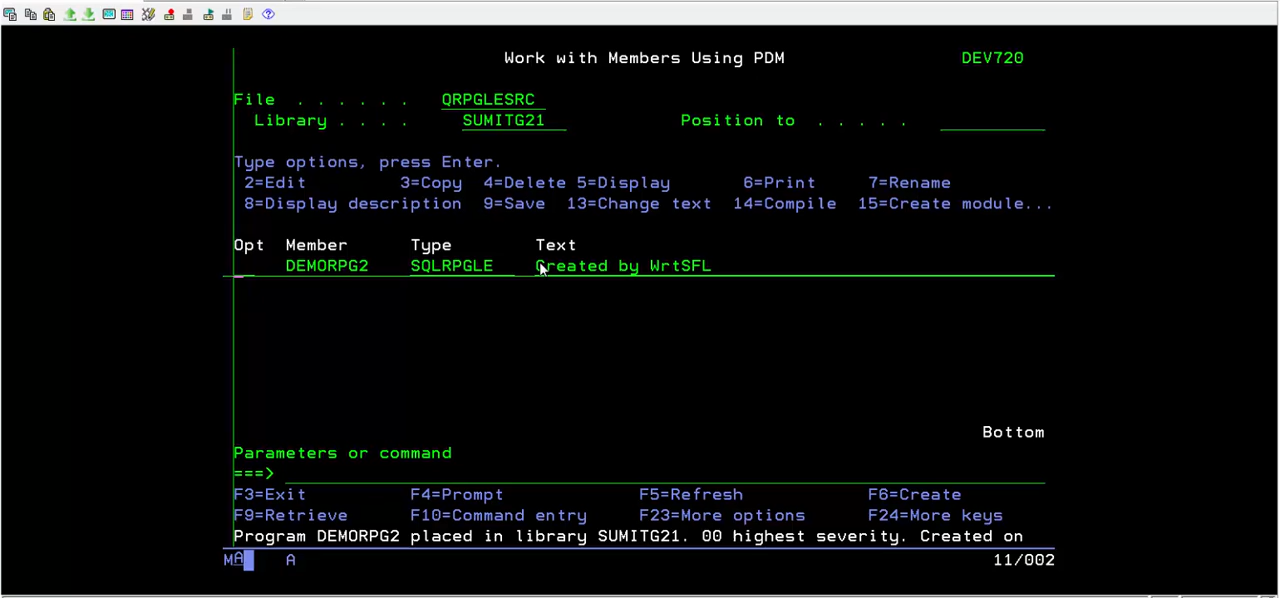 Work with Members Using PDM DEV720
File . . . . . . QRPGLESRC
Library . . . . SUMITG21 Position to . . . . .
Type options, press Enter.
2=Edit 3=Copy 4=Delete 5=Display 6=Print 7=Rename
8=Display description 9=Save 13=Change text 14=Compile 15=Create module...
Opt Member Type Text
DEMORPG2 SQLRPGLE Created by WrtSFL
Bottom
Parameters or command
===>
F3=Exit F4=Prompt F5=Refresh F6=Create
F9=Retrieve F10=Command entry F23=More options F24=More keys
Program DEMORPG2 placed in library SUMITG21. 00 highest severity. Created on
MA A 11/002